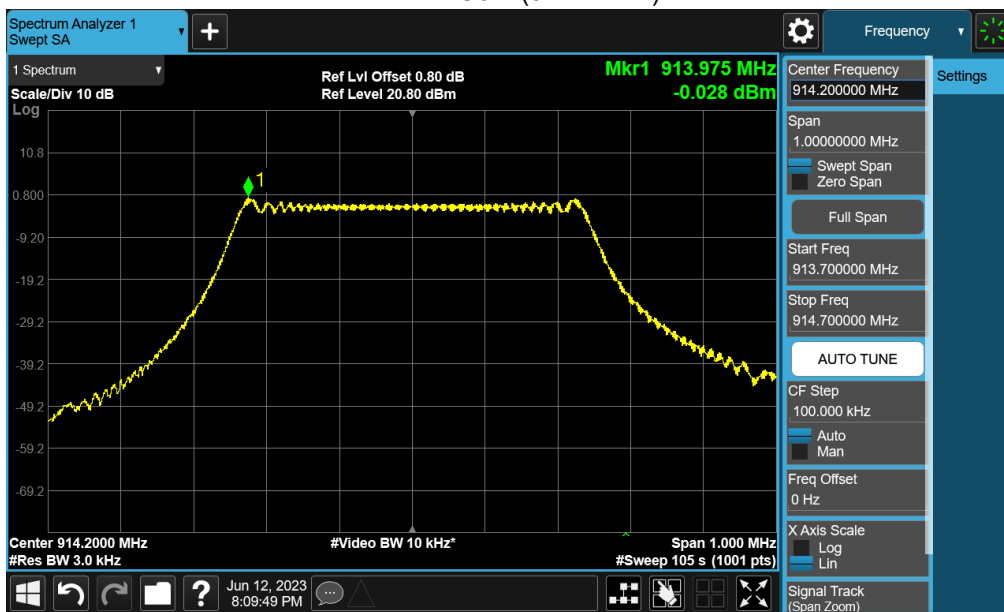 Spectrum Analyzer 1
Swept SA
Frequency
1 Spectrum
Scale/Div 10 dB
Log
Ref Lvl Offset 0.80 dB
Ref Level 20.80 dBm
Mkr1 913.975 MHz
-0.028 dBm
10.8
0.800
-9.20
-19.2
-29.2
-39.2
-49.2
-59.2
-69.2
1
Center 914.2000 MHz
#Res BW 3.0 kHz
#Video BW 10 kHz*
Span 1.000 MHz
#Sweep 105 s (1001 pts)
Center Frequency
914.200000 MHz
Settings
Span
1.00000000 MHz
Swept Span
Zero Span
Full Span
Start Freq
913.700000 MHz
Stop Freq
914.700000 MHz
AUTO TUNE
CF Step
100.000 kHz
Auto
Man
Freq Offset
0 Hz
X Axis Scale
Log
Lin
Signal Track
(Span Zoom)
?
Jun 12, 2023
8:09:49 PM